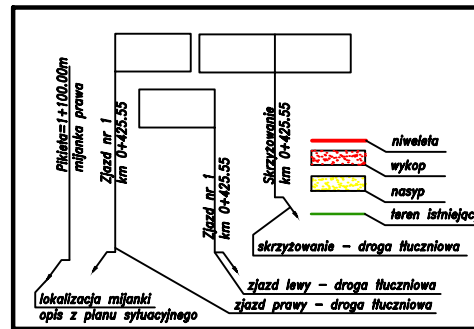 Pikieta=1+100.00m
mijanka prawa
Zjazd nr 1
km 0+425.55
Zjazd nr 1
km 0+425.55
Skrzyżowanie
km 0+425.55
niweleta
wykop
nasyp
teren istniejąc
skrzyżowanie - droga tłuczniowa
zjazd lewy - droga tłuczniowa
zjazd prawy - droga tłuczniowa
lokalizacja mijanki
opis z planu sytuacyjnego